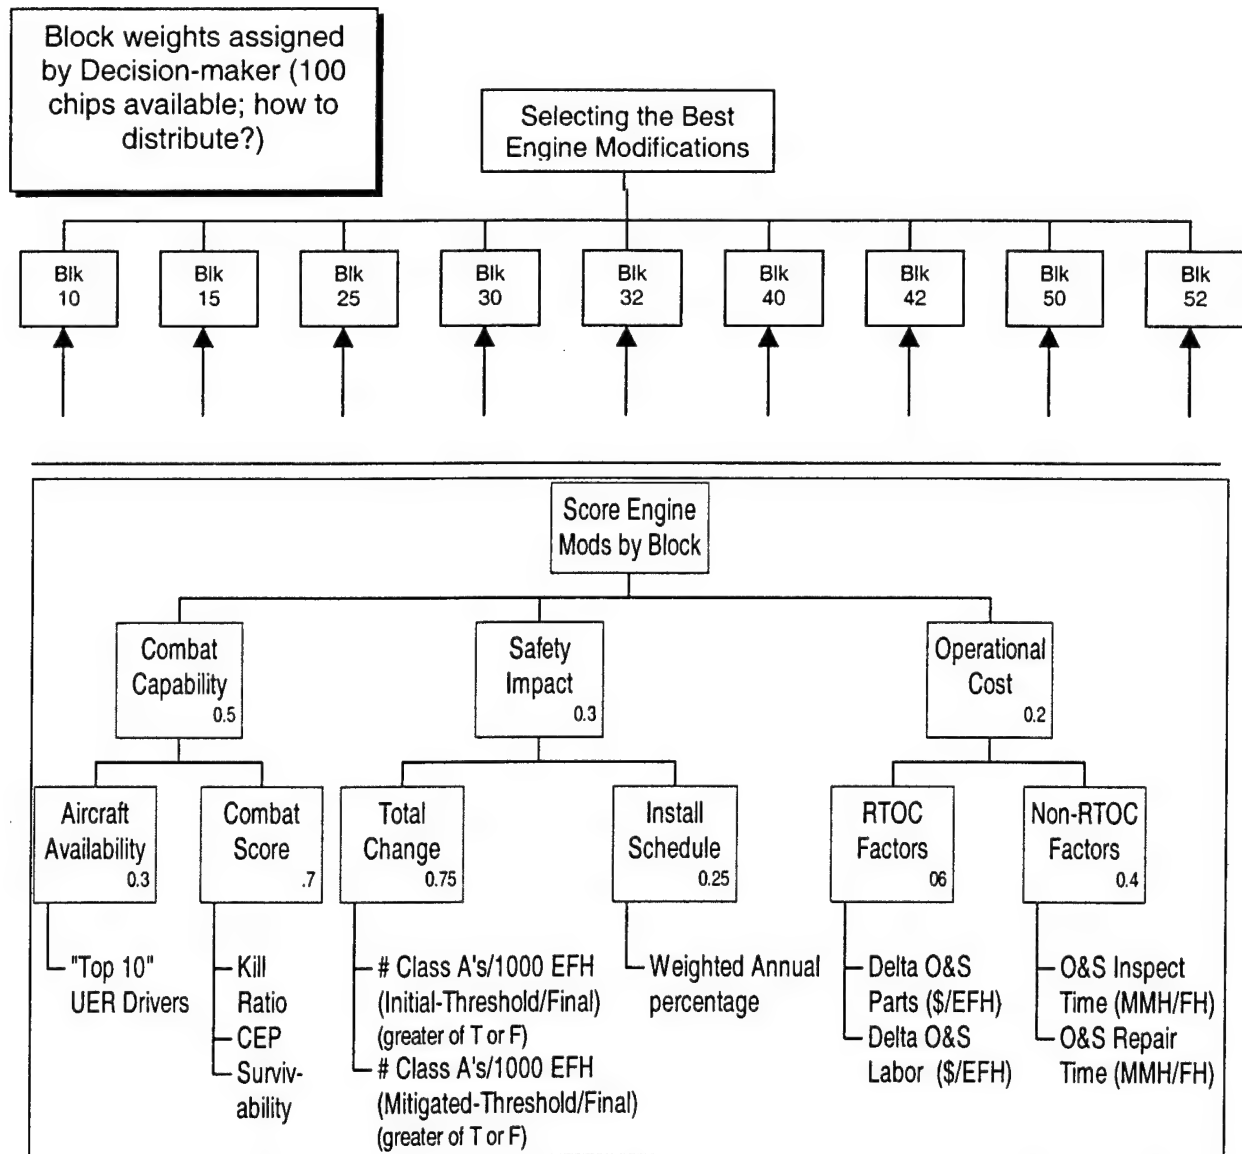 Block weights assigned
by Decision-maker (100
chips available; how to
distribute?)
Selecting the Best
Engine Modifications
Blk
10
Blk
15
Blk
25
Blk
30
Blk
32
Blk
40
Blk
42
Blk
50
Blk
52
Score Engine
Mods by Block
Combat
Capability
0.5
Safety
Impact
0.3
Operational
Cost
0.2
Aircraft
Availability
0.3
Combat
Score
.7
Total
Change
0.75
Install
Schedule
0.25
RTOC
Factors
06
Non-RTOC
Factors
0.4
"Top 10"
UER Drivers
Kill
Ratio
CEP
Surviv-
ability
# Class A's/1000 EFH
(Initial-Threshold/Final)
(greater of T or F)
# Class A's/1000 EFH
(Mitigated-Threshold/Final)
(greater of T or F)
Weighted Annual
percentage
Delta O&S
Parts ($/EFH)
Delta O&S
Labor ($/EFH)
O&S Inspect
Time (MMH/FH)
O&S Repair
Time (MMH/FH)